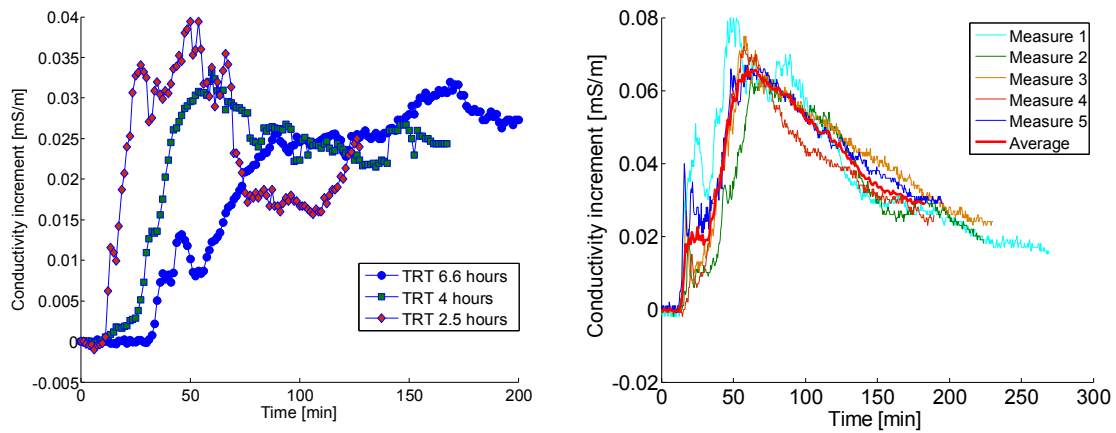 0.04
0.035
0.03
0.025
0.02
0.015
0.01
0.005
0
-0.005
0
50
100
150
200
Conductivity increment [mS/m]
Time [min]
TRT 6.6 hours
TRT 4 hours
TRT 2.5 hours
0.08
0.06
0.04
0.02
0
-0.02
0
50
100
150
200
250
300
Conductivity increment [mS/m]
Time [min]
Measure 1
Measure 2
Measure 3
Measure 4
Measure 5
Average